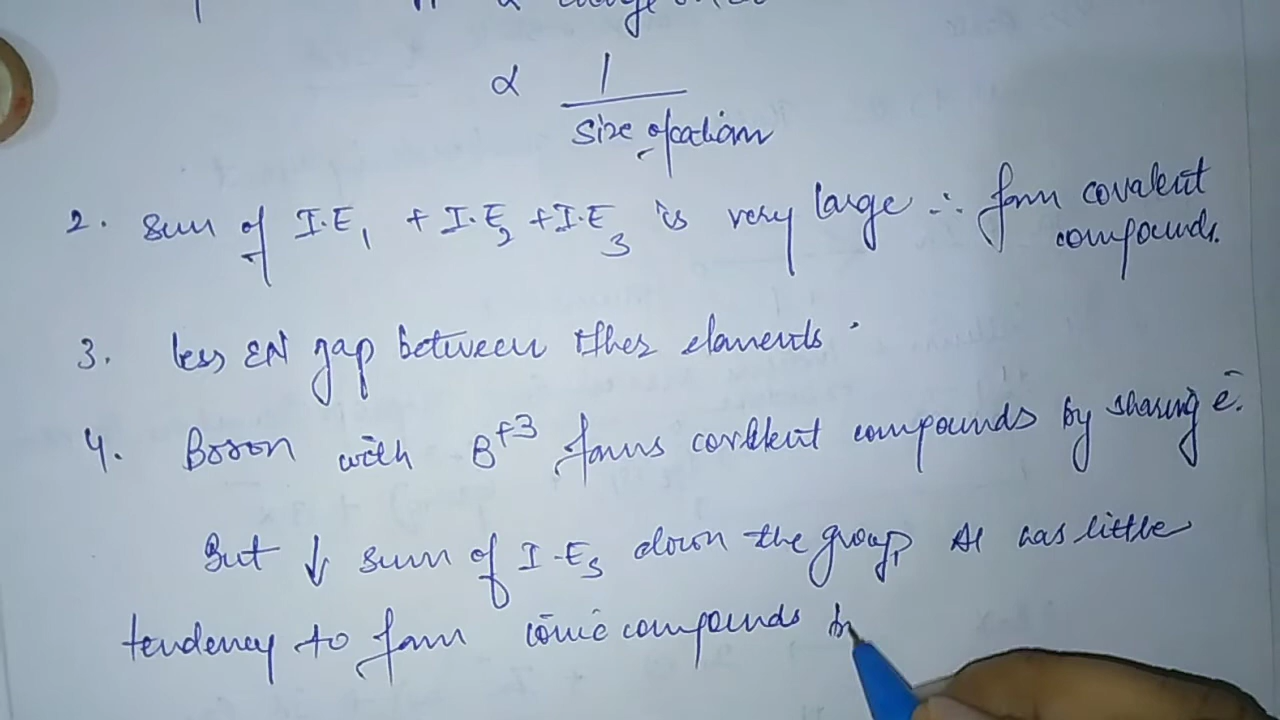 α
α 1
size of cation
2. sum of I.E1 + I.E2 + I.E3 is very large ∴ form covalent
compounds.
3. less EN gap between other elements.
4. Boron with B+3 forms covalent compounds by sharing ē.
But ↓ sum of I.Es down the group, Al has little
tendency to form ionic compounds